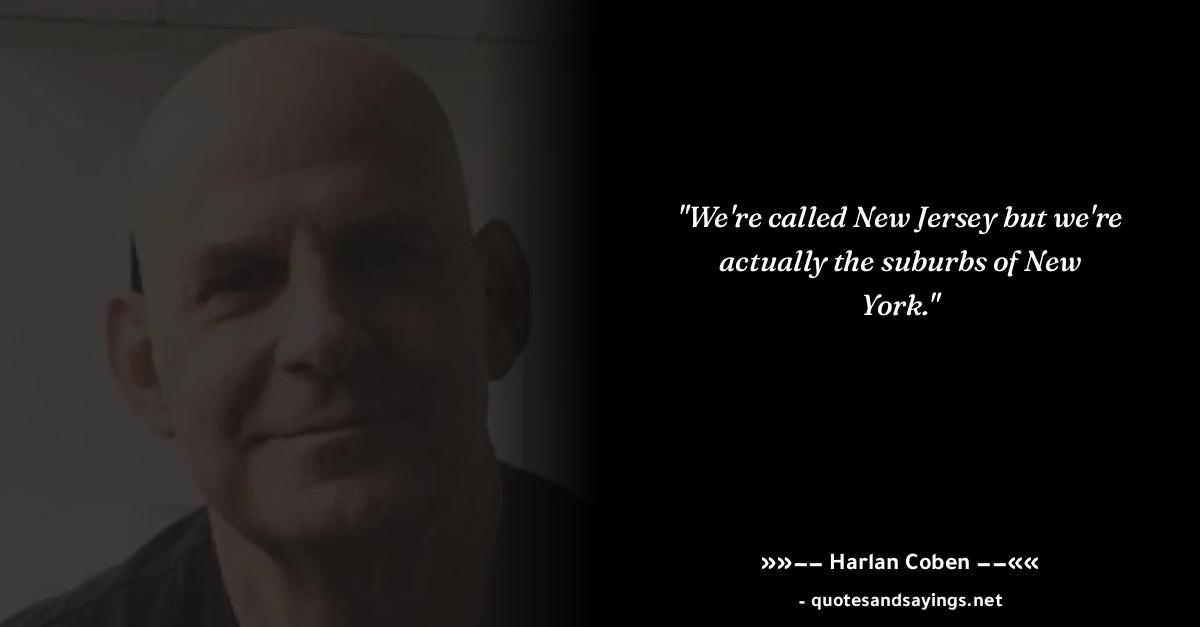 "We're called New Jersey but we're
actually the suburbs of New
York."
»»−− Harlan Coben −−««
- quotesandsayings.net